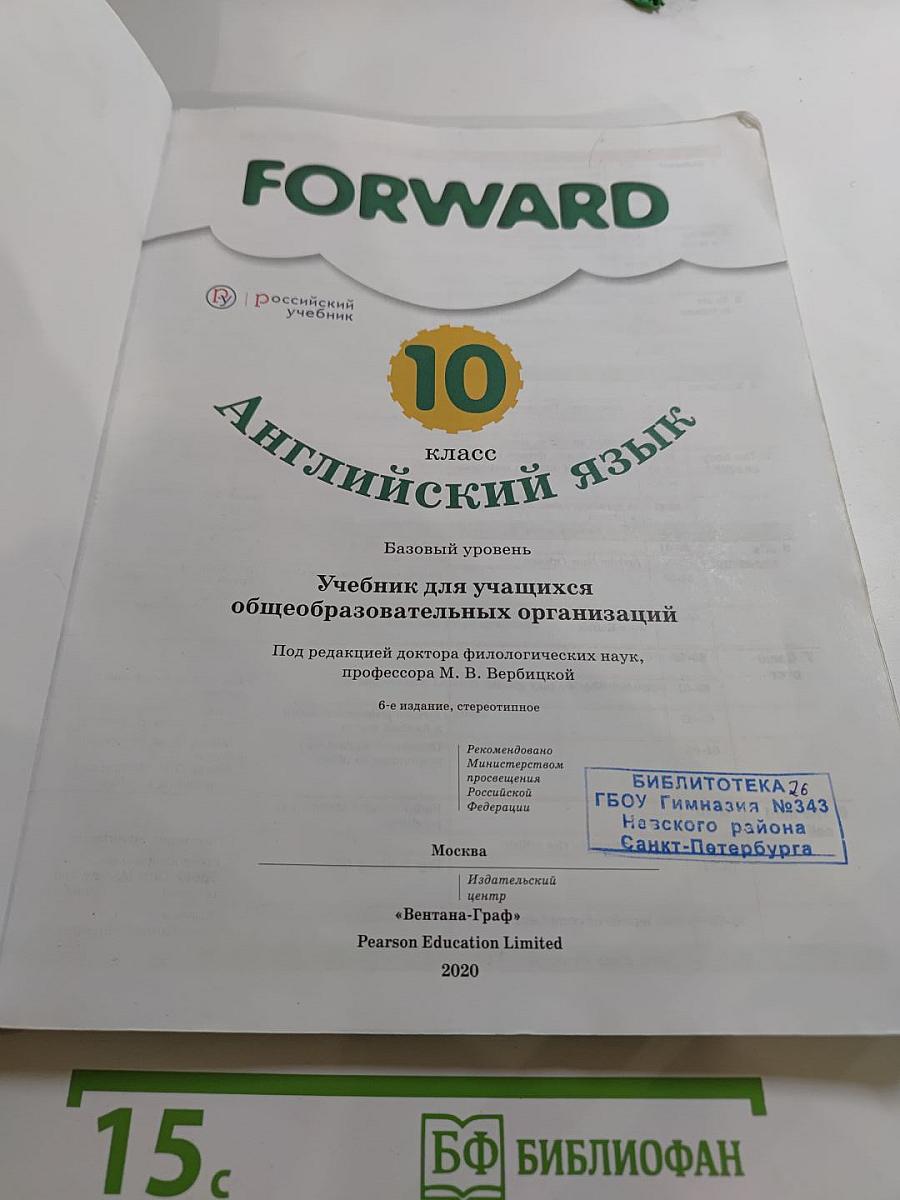 FORWARD
российский
учебник
10
класс
Английский язык
Базовый уровень
Учебник для учащихся
общеобразовательных организаций
Под редакцией доктора филологических наук,
профессора М. В. Вербицкой
6-е издание, стереотипное
Рекомендовано
Министерством
просвещения
Российской
Федерации
БИБЛИТОТЕКА 26
ГБОУ Гимназия №343
Невского района
Санкт-Петербурга
Москва
Издательский
центр
«Вентана-Граф»
Pearson Education Limited
2020
15 с
БФ БИБЛИОФАН